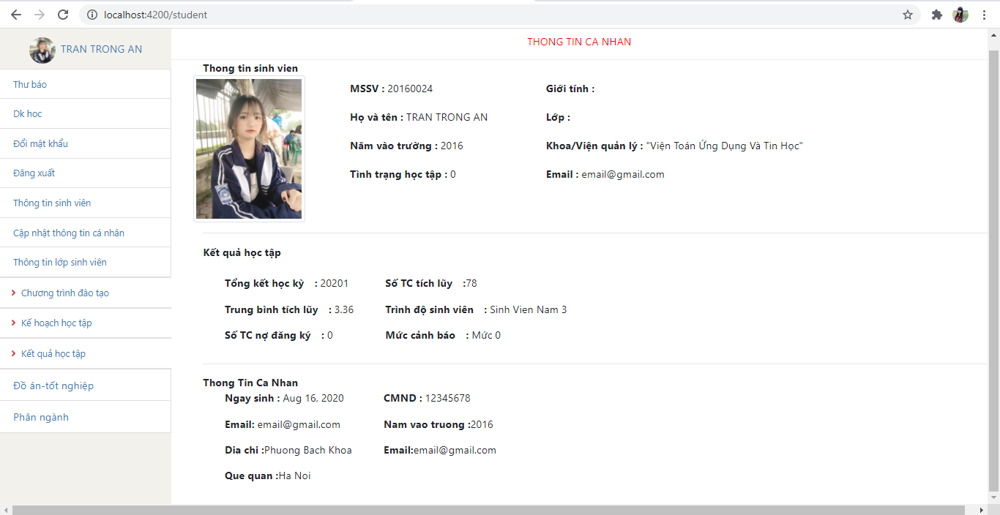 localhost:4200/student
TRAN TRONG AN
Thư báo
Dk hoc
Đổi mật khẩu
Đăng xuất
Thông tin sinh viên
Cập nhật thông tin cá nhân
Thông tin lớp sinh viên
Chương trình đào tạo
Kế hoạch học tập
Kết quả học tập
Đồ án-tốt nghiệp
Phân ngành
THONG TIN CA NHAN
Thong tin sinh vien
MSSV : 20160024
Giới tính :
Họ và tên : TRAN TRONG AN
Lớp :
Năm vào trường : 2016
Khoa/Viện quản lý : "Viện Toán Ứng Dụng Và Tin Học"
Tình trạng học tập : 0
Email : email@gmail.com
Kết quả học tập
Tổng kết học kỳ : 20201
Số TC tích lũy :78
Trung bình tích lũy : 3.36
Trình độ sinh viên : Sinh Vien Nam 3
Số TC nợ đăng ký : 0
Mức cảnh báo : Mức 0
Thong Tin Ca Nhan
Ngay sinh : Aug 16, 2020
CMND : 12345678
Email: email@gmail.com
Nam vao truong :2016
Dia chi :Phuong Bach Khoa
Email:email@gmail.com
Que quan :Ha Noi